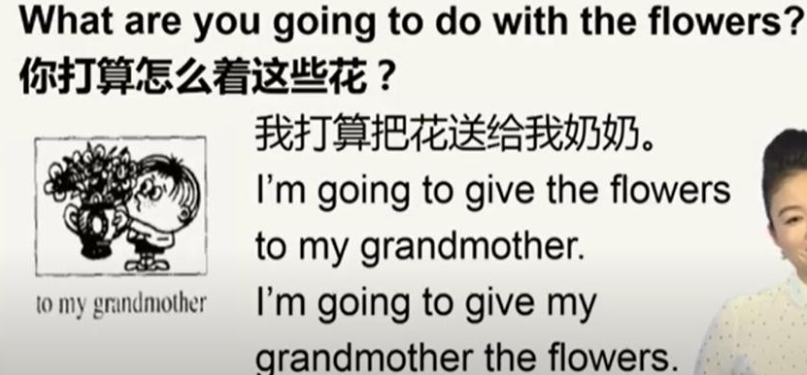 What are you going to do with the flowers?
你打算怎么着这些花？
我打算把花送给我奶奶。
I'm going to give the flowers
to my grandmother.
I'm going to give my
grandmother the flowers.
to my grandmother